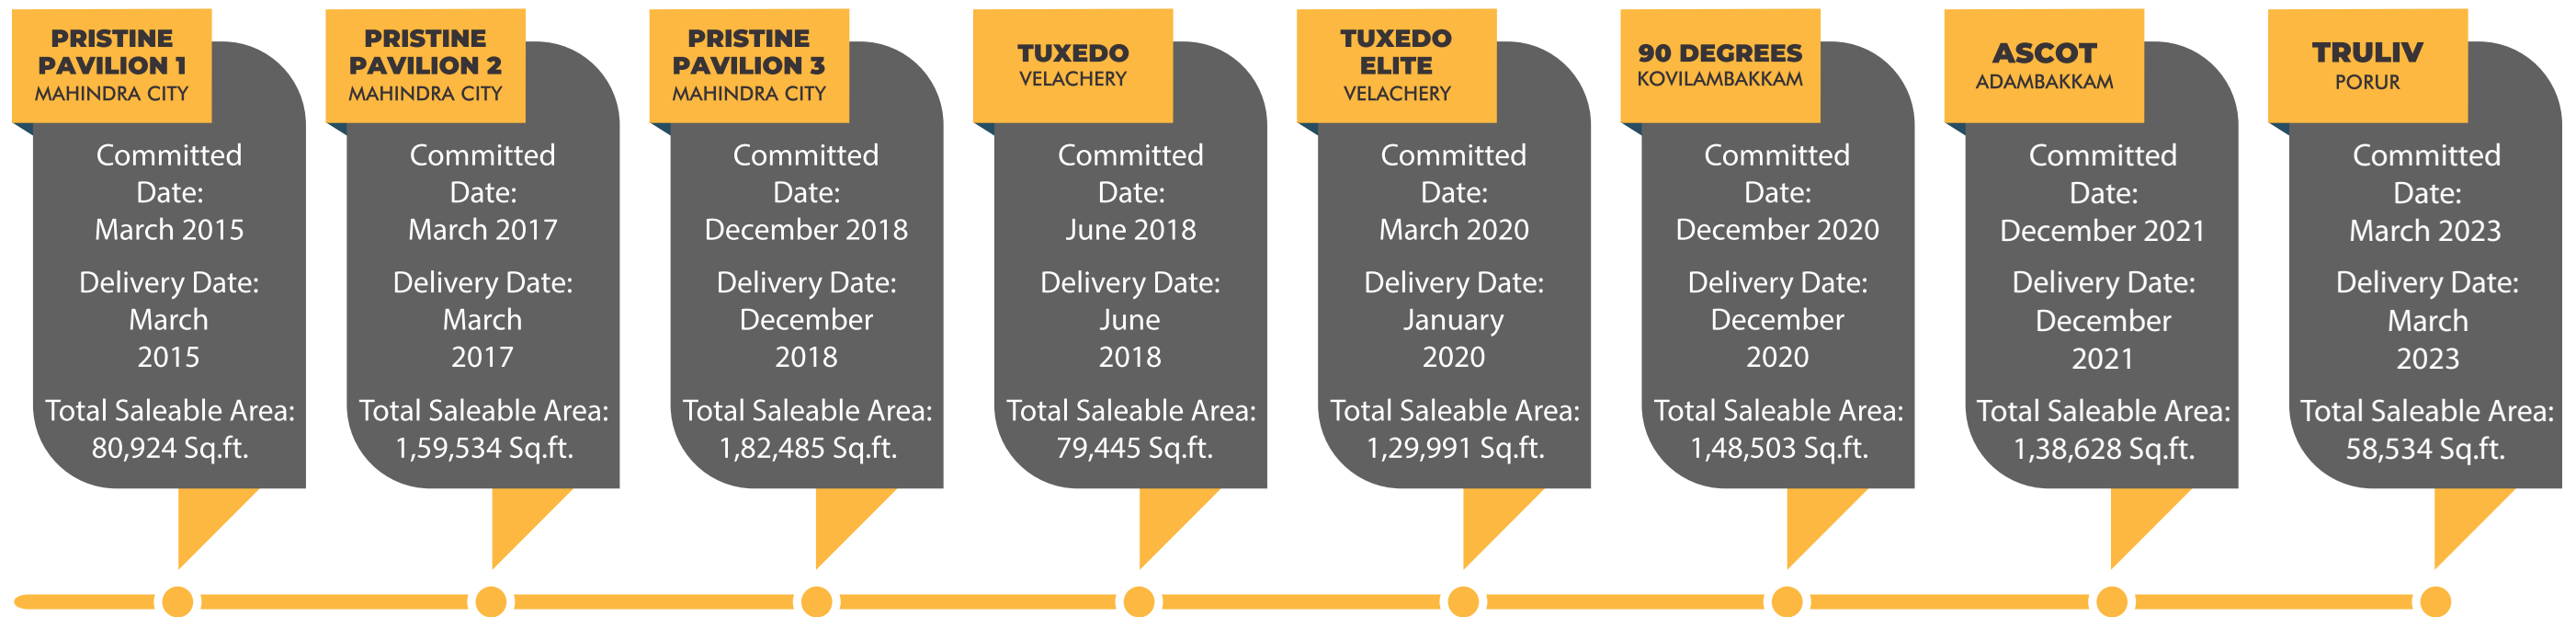 PRISTINE
PAVILION 1
MAHINDRA CITY
Committed
Date:
March 2015
Delivery Date:
March
2015
Total Saleable Area:
80,924 Sq.ft.
PRISTINE
PAVILION 2
MAHINDRA CITY
Committed
Date:
March 2017
Delivery Date:
March
2017
Total Saleable Area:
1,59,534 Sq.ft.
PRISTINE
PAVILION 3
MAHINDRA CITY
Committed
Date:
December 2018
Delivery Date:
December
2018
Total Saleable Area:
1,82,485 Sq.ft.
TUXEDO
VELACHERY
Committed
Date:
June 2018
Delivery Date:
June
2018
Total Saleable Area:
79,445 Sq.ft.
TUXEDO
ELITE
VELACHERY
Committed
Date:
March 2020
Delivery Date:
January
2020
Total Saleable Area:
1,29,991 Sq.ft.
90 DEGREES
KOVILAMBAKKAM
Committed
Date:
December 2020
Delivery Date:
December
2020
Total Saleable Area:
1,48,503 Sq.ft.
ASCOT
ADAMBAKKAM
Committed
Date:
December 2021
Delivery Date:
December
2021
Total Saleable Area:
1,38,628 Sq.ft.
TRULIV
PORUR
Committed
Date:
March 2023
Delivery Date:
March
2023
Total Saleable Area:
58,534 Sq.ft.